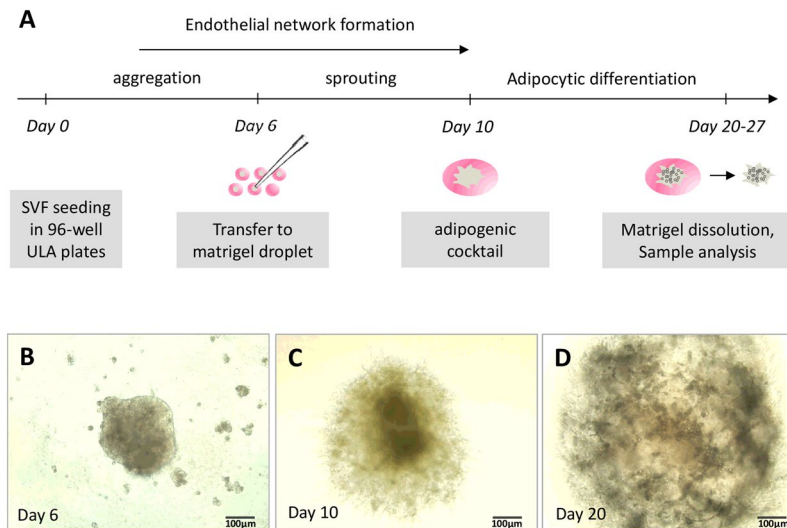 A
Endothelial network formation
aggregation sprouting Adipocytic differentiation
Day 0 Day 6 Day 10 Day 20-27
SVF seeding
in 96-well
ULA plates
Transfer to
matrigel droplet
adipogenic
cocktail
Matrigel dissolution,
Sample analysis
B
Day 6
100µm
C
Day 10
100µm
D
Day 20
100µm